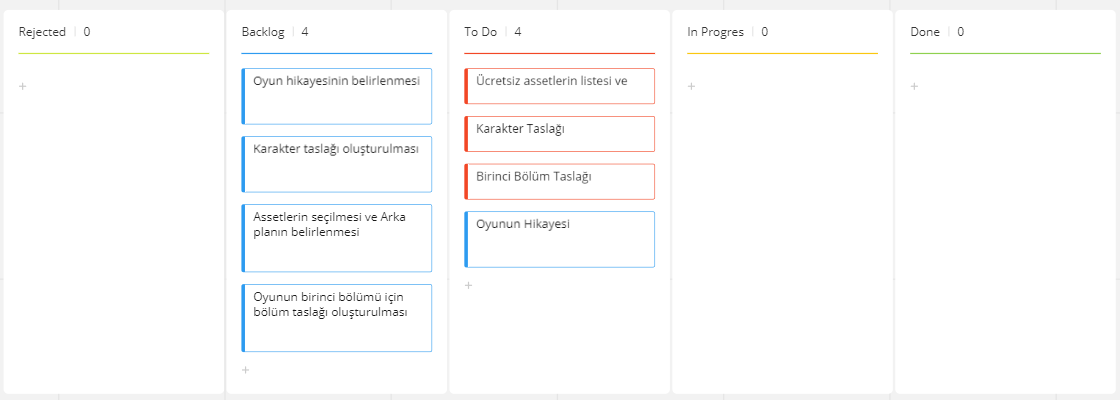 Rejected 0
Backlog 4
Oyun hikayesinin belirlenmesi
Karakter taslağı oluşturulması
Assetlerin seçilmesi ve Arka
planın belirlenmesi
Oyunun birinci bölümü için
bölüm taslağı oluşturulması
To Do 4
Ücretsiz assetlerin listesi ve
Karakter Taslağı
Birinci Bölüm Taslağı
Oyunun Hikayesi
In Progres 0
Done 0